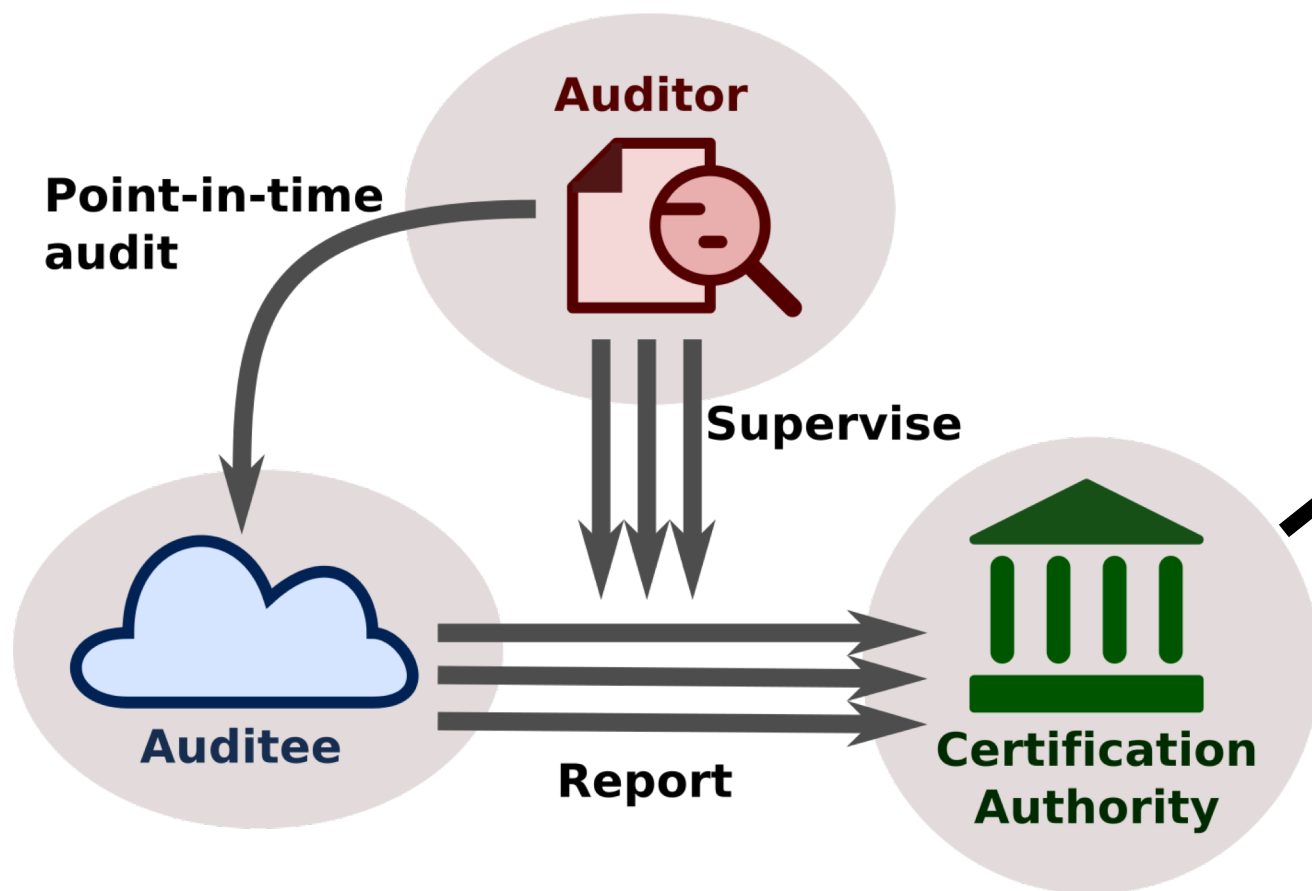 Auditor
Point-in-time
audit
Supervise
Auditee
Report
Certification
Authority